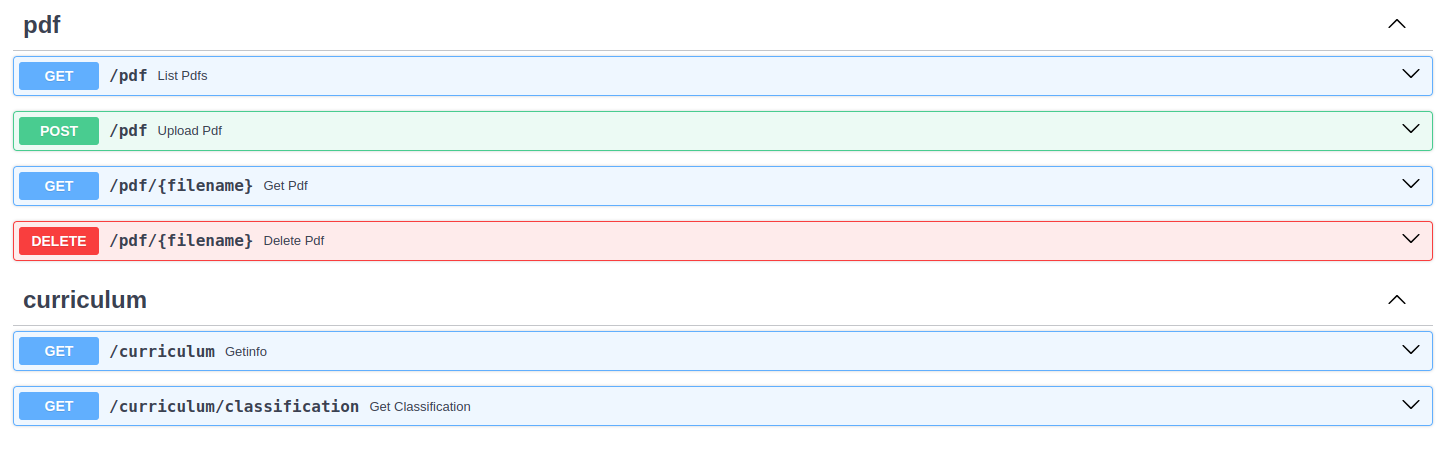 pdf
GET /pdf List Pdfs
POST /pdf Upload Pdf
GET /pdf/{filename} Get Pdf
DELETE /pdf/{filename} Delete Pdf
curriculum
GET /curriculum Getinfo
GET /curriculum/classification Get Classification